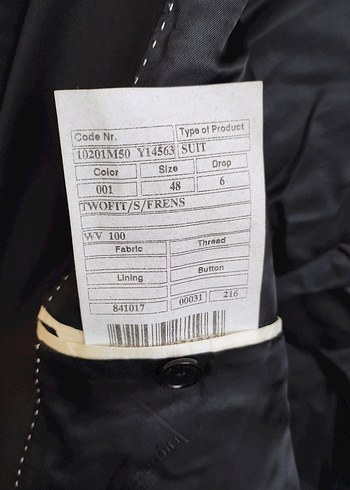 Code Nr. Type of Product
10201M50 Y14563 SUIT
Color Size Drop
001 48 6
TWOFIT/S/FRENS
WV 100
Fabric Thread
Lining Button
841017 00031 216